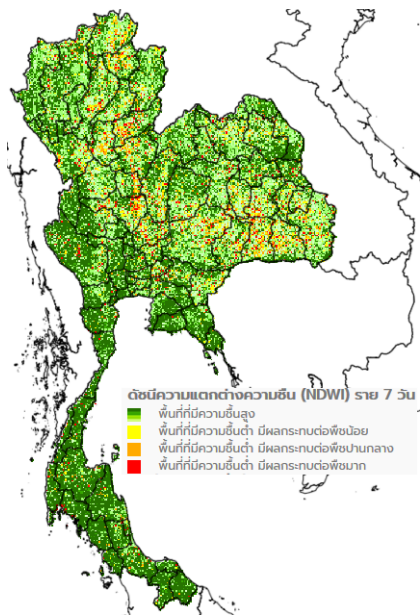 ดัชนีความแตกต่างความชื้น (NDWI) ราย 7 วัน
พื้นที่ที่มีความชื้นสูง
พื้นที่ที่มีความชื้นต่ำ มีผลกระทบต่อพืชน้อย
พื้นที่ที่มีความชื้นต่ำ มีผลกระทบต่อพืชปานกลาง
พื้นที่ที่มีความชื้นต่ำ มีผลกระทบต่อพืชมาก